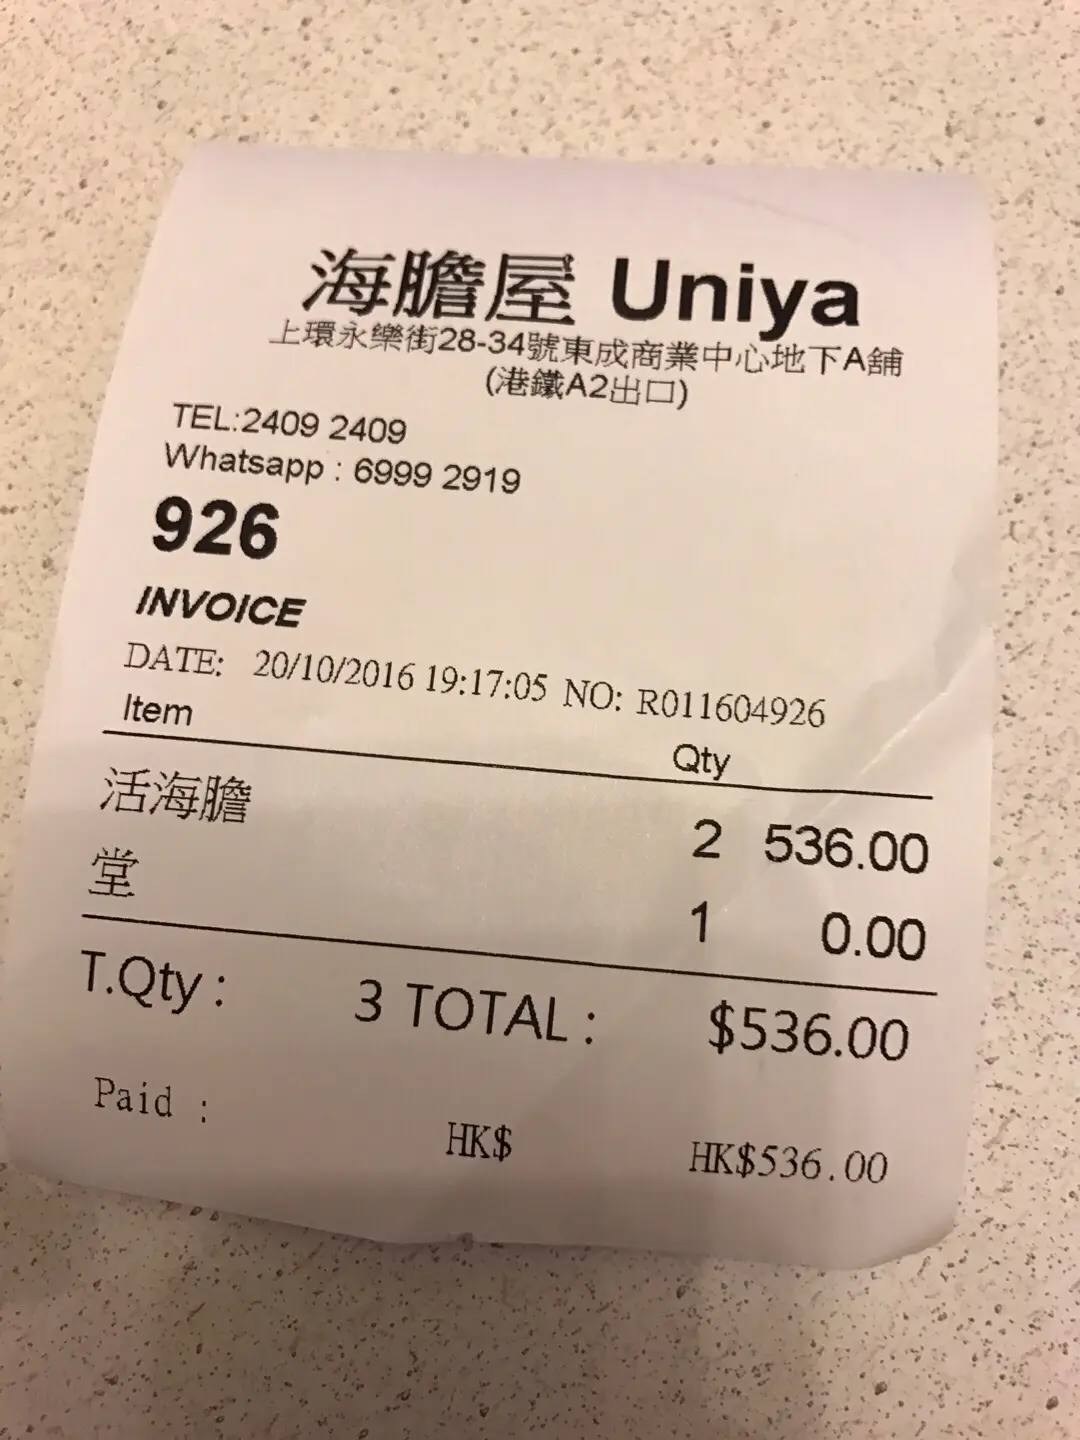 海膽屋 Uniya
上環永樂街28-34號東成商業中心地下A舖
(港鐵A2出口)
TEL:2409 2409
Whatsapp : 6999 2919
926
INVOICE
DATE: 20/10/2016 19:17:05 NO: R011604926
Item Qty
活海膽 2 536.00
堂 1 0.00
T.Qty : 3 TOTAL : $536.00
Paid :
HK$ HK$536.00